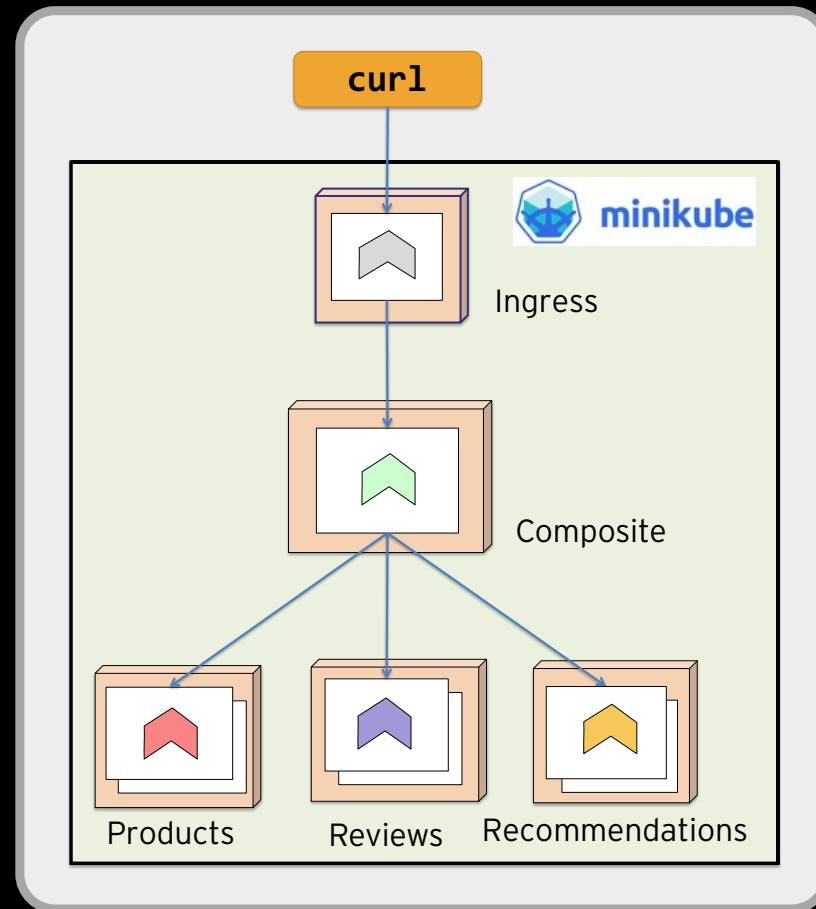 curl
minikube
Ingress
Composite
Products
Reviews
Recommendations